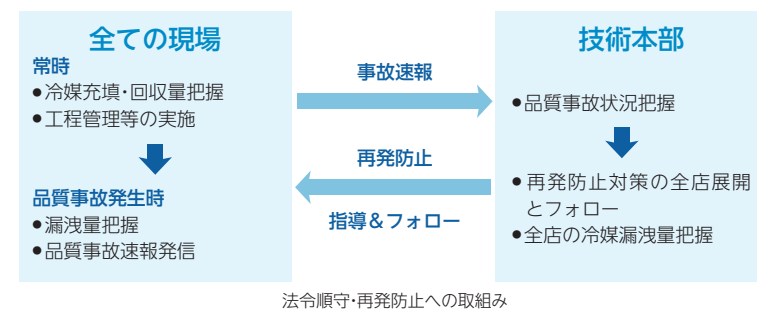 全ての現場
常時
●冷媒充填・回収量把握
●工程管理等の実施
品質事故発生時
●漏洩量把握
●品質事故速報発信
事故速報
再発防止
指導＆フォロー
技術本部
●品質事故状況把握
●再発防止対策の全店展開
とフォロー
●全店の冷媒漏洩量把握
法令順守・再発防止への取組み